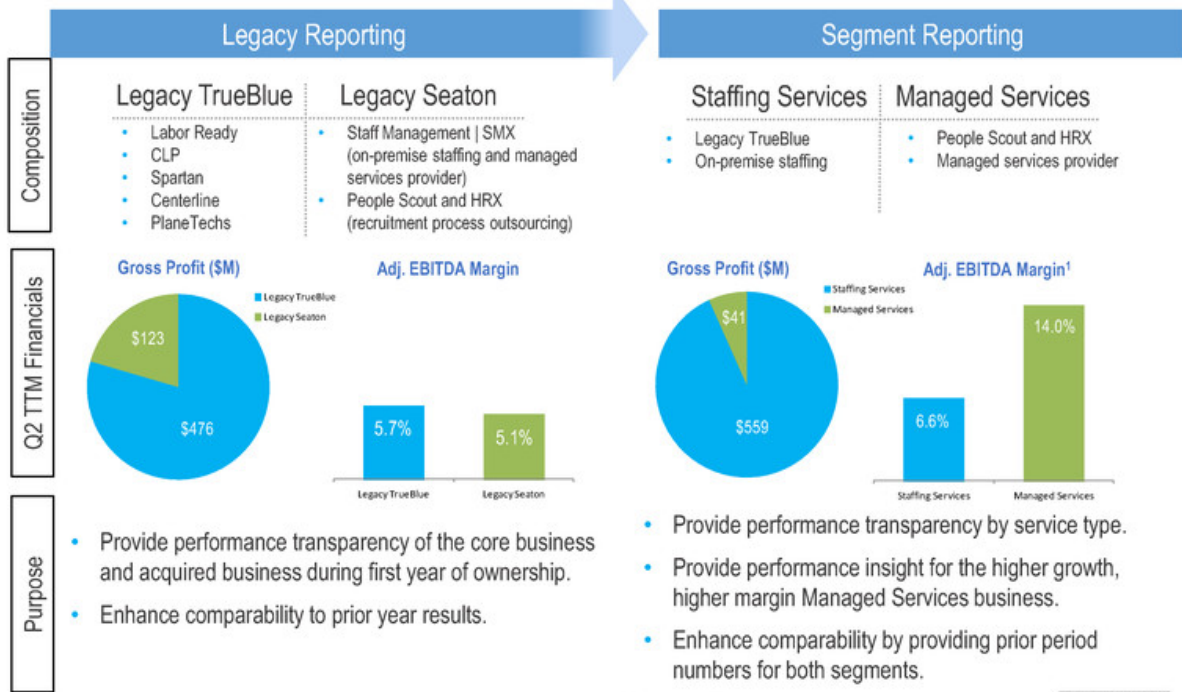 Legacy Reporting
Segment Reporting
Composition
Legacy TrueBlue
• Labor Ready
• CLP
• Spartan
• Centerline
• PlaneTechs
Legacy Seaton
• Staff Management | SMX
(on-premise staffing and managed
services provider)
• People Scout and HRX
(recruitment process outsourcing)
Staffing Services
• Legacy TrueBlue
• On-premise staffing
Managed Services
• People Scout and HRX
• Managed services provider
Q2 TTM Financials
Gross Profit ($M)
Legacy TrueBlue
Legacy Seaton
$123
$476
Adj. EBITDA Margin
5.7%
5.1%
Legacy TrueBlue
Legacy Seaton
Gross Profit ($M)
Staffing Services
Managed Services
$41
$559
Adj. EBITDA Margin¹
6.6%
14.0%
Staffing Services
Managed Services
Purpose
• Provide performance transparency of the core business
and acquired business during first year of ownership.
• Enhance comparability to prior year results.
• Provide performance transparency by service type.
• Provide performance insight for the higher growth,
higher margin Managed Services business.
• Enhance comparability by providing prior period
numbers for both segments.